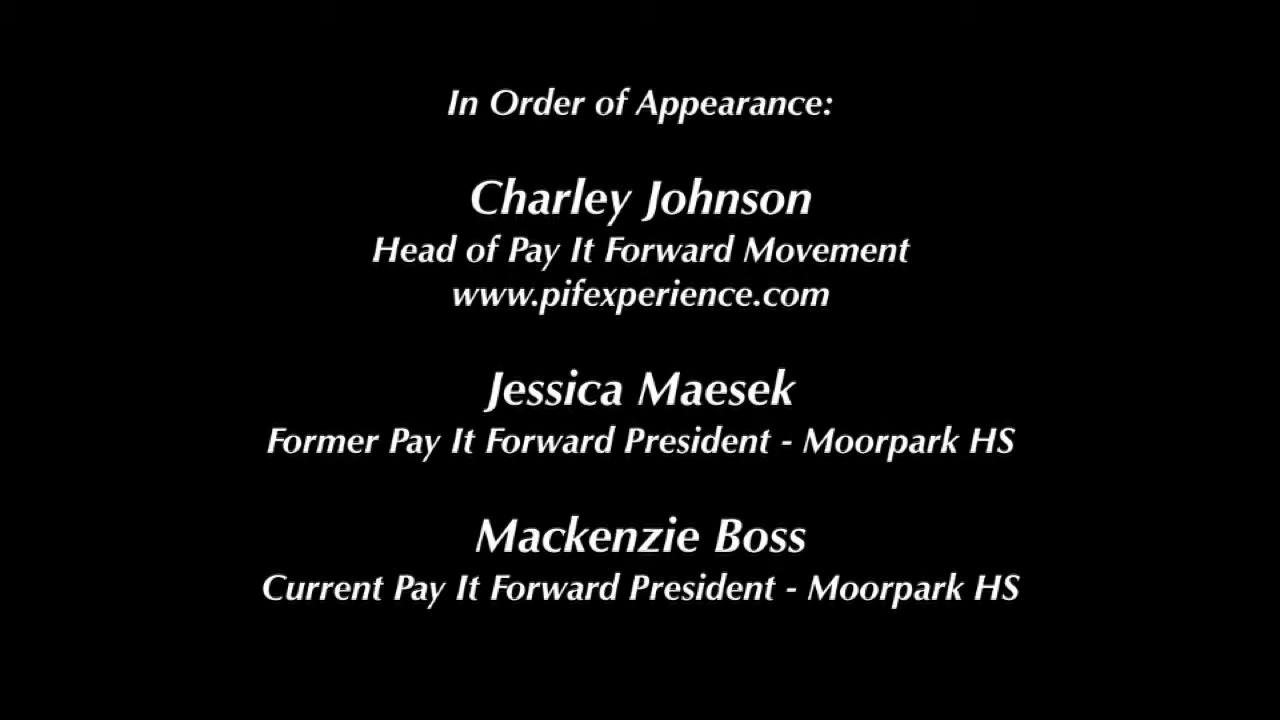 In Order of Appearance:
Charley Johnson
Head of Pay It Forward Movement
www.pifexperience.com
Jessica Maesek
Former Pay It Forward President - Moorpark HS
Mackenzie Boss
Current Pay It Forward President - Moorpark HS